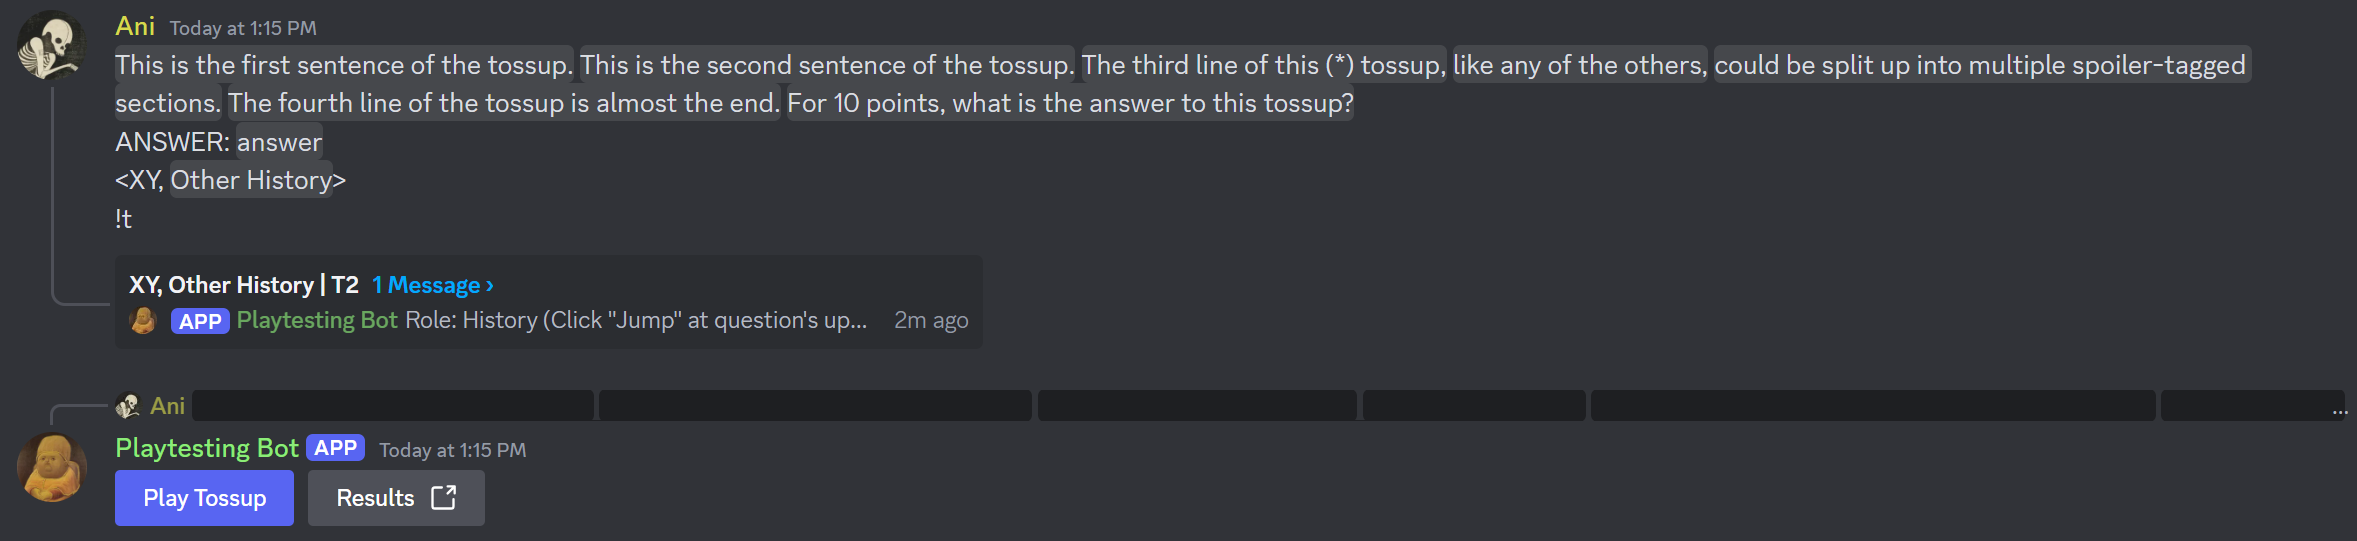 Ani Today at 1:15 PM
This is the first sentence of the tossup. This is the second sentence of the tossup. The third line of this (*) tossup, like any of the others, could be split up into multiple spoiler-tagged
sections. The fourth line of the tossup is almost the end. For 10 points, what is the answer to this tossup?
ANSWER: answer
<XY, Other History>
!t
XY, Other History | T2 1 Message ›
APP Playtesting Bot Role: History (Click "Jump" at question's up... 2m ago
Ani ...
Playtesting Bot APP Today at 1:15 PM
Play Tossup Results